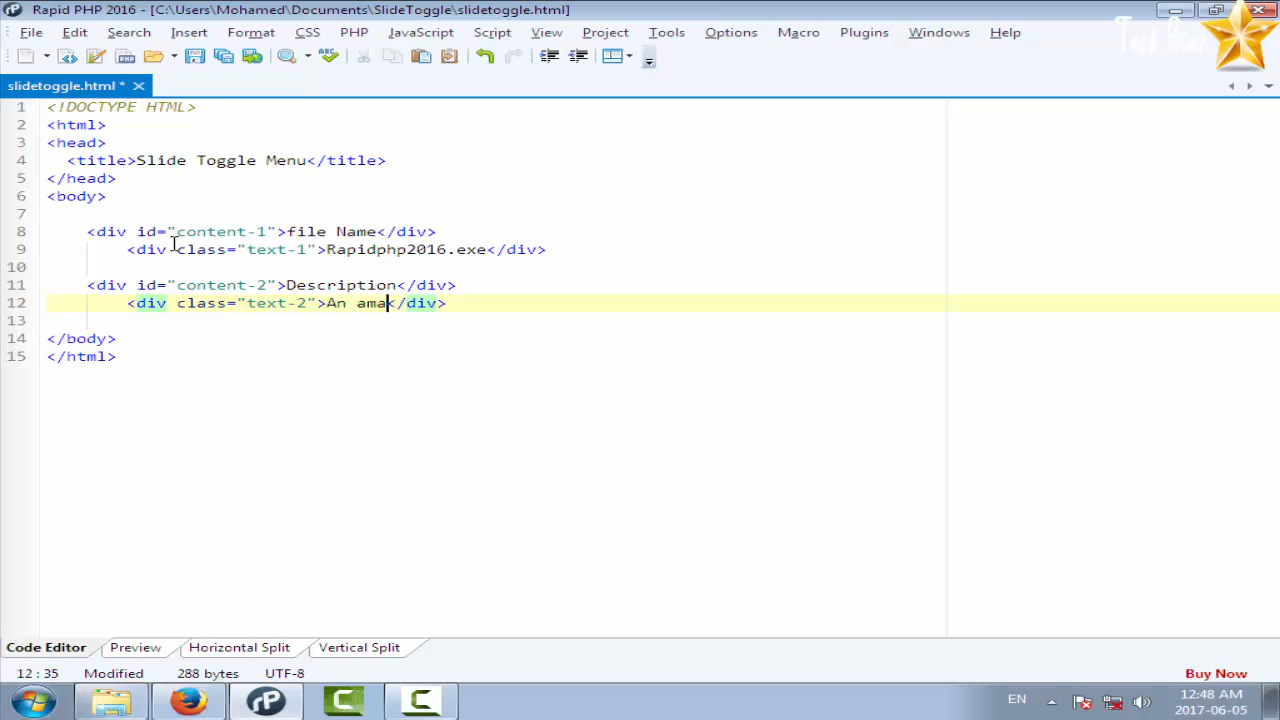 Rapid PHP 2016 - [C:\Users\Mohamed\Documents\SlideToggle\slidetoggle.html]
File Edit Search Insert Format CSS PHP JavaScript Script View Project Tools Options Macro Plugins Windows Help
slidetoggle.html *
1 <!DOCTYPE HTML>
2 <html>
3 <head>
4 <title>Slide Toggle Menu</title>
5 </head>
6 <body>
7
8 <div id="content-1">file Name</div>
9 <div class="text-1">Rapidphp2016.exe</div>
10
11 <div id="content-2">Description</div>
12 <div class="text-2">An ama</div>
13
14 </body>
15 </html>
Code Editor Preview Horizontal Split Vertical Split
12 : 35 Modified 288 bytes UTF-8 Buy Now
EN 12:48 AM
2017-06-05